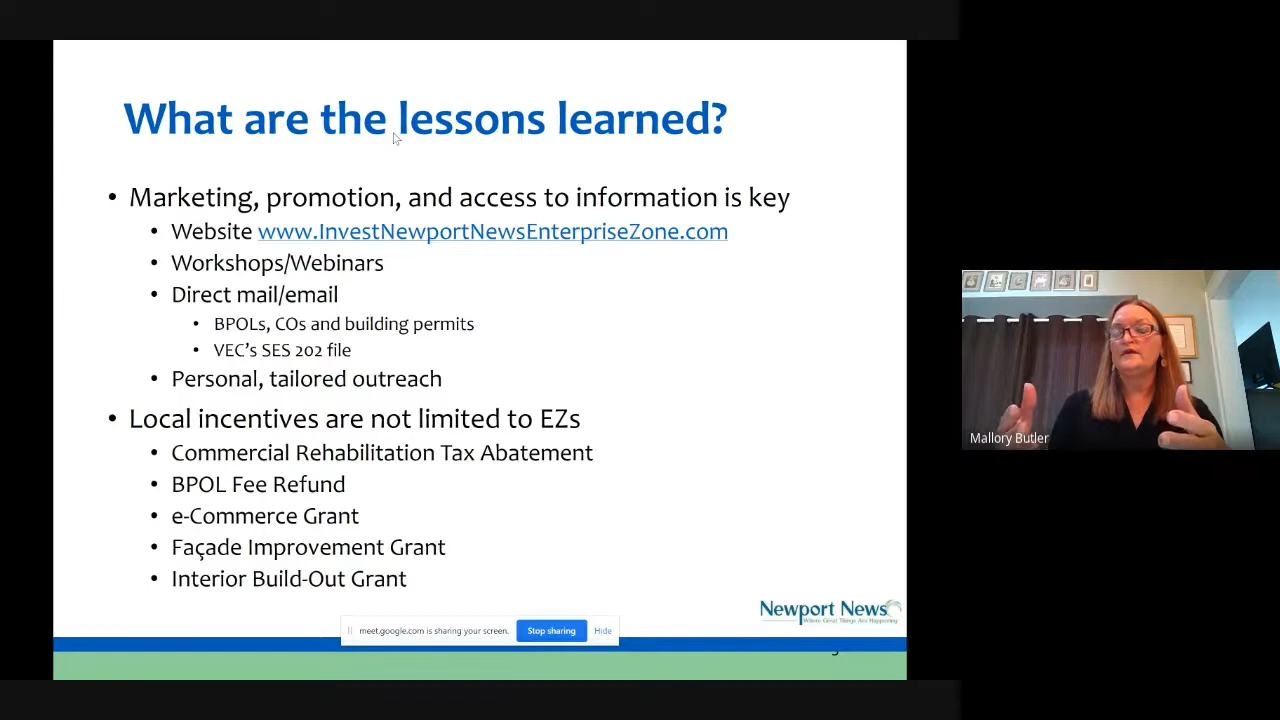 What are the lessons learned?
• Marketing, promotion, and access to information is key
• Website www.InvestNewportNewsEnterpriseZone.com
• Workshops/Webinars
• Direct mail/email
• BPOLs, COs and building permits
• VEC's SES 202 file
• Personal, tailored outreach
• Local incentives are not limited to EZs
• Commercial Rehabilitation Tax Abatement
• BPOL Fee Refund
• e-Commerce Grant
• Façade Improvement Grant
• Interior Build-Out Grant
Newport News
Where Great Things Are Happening
meet.google.com is sharing your screen.
Stop sharing
Hide
Mallory Butler